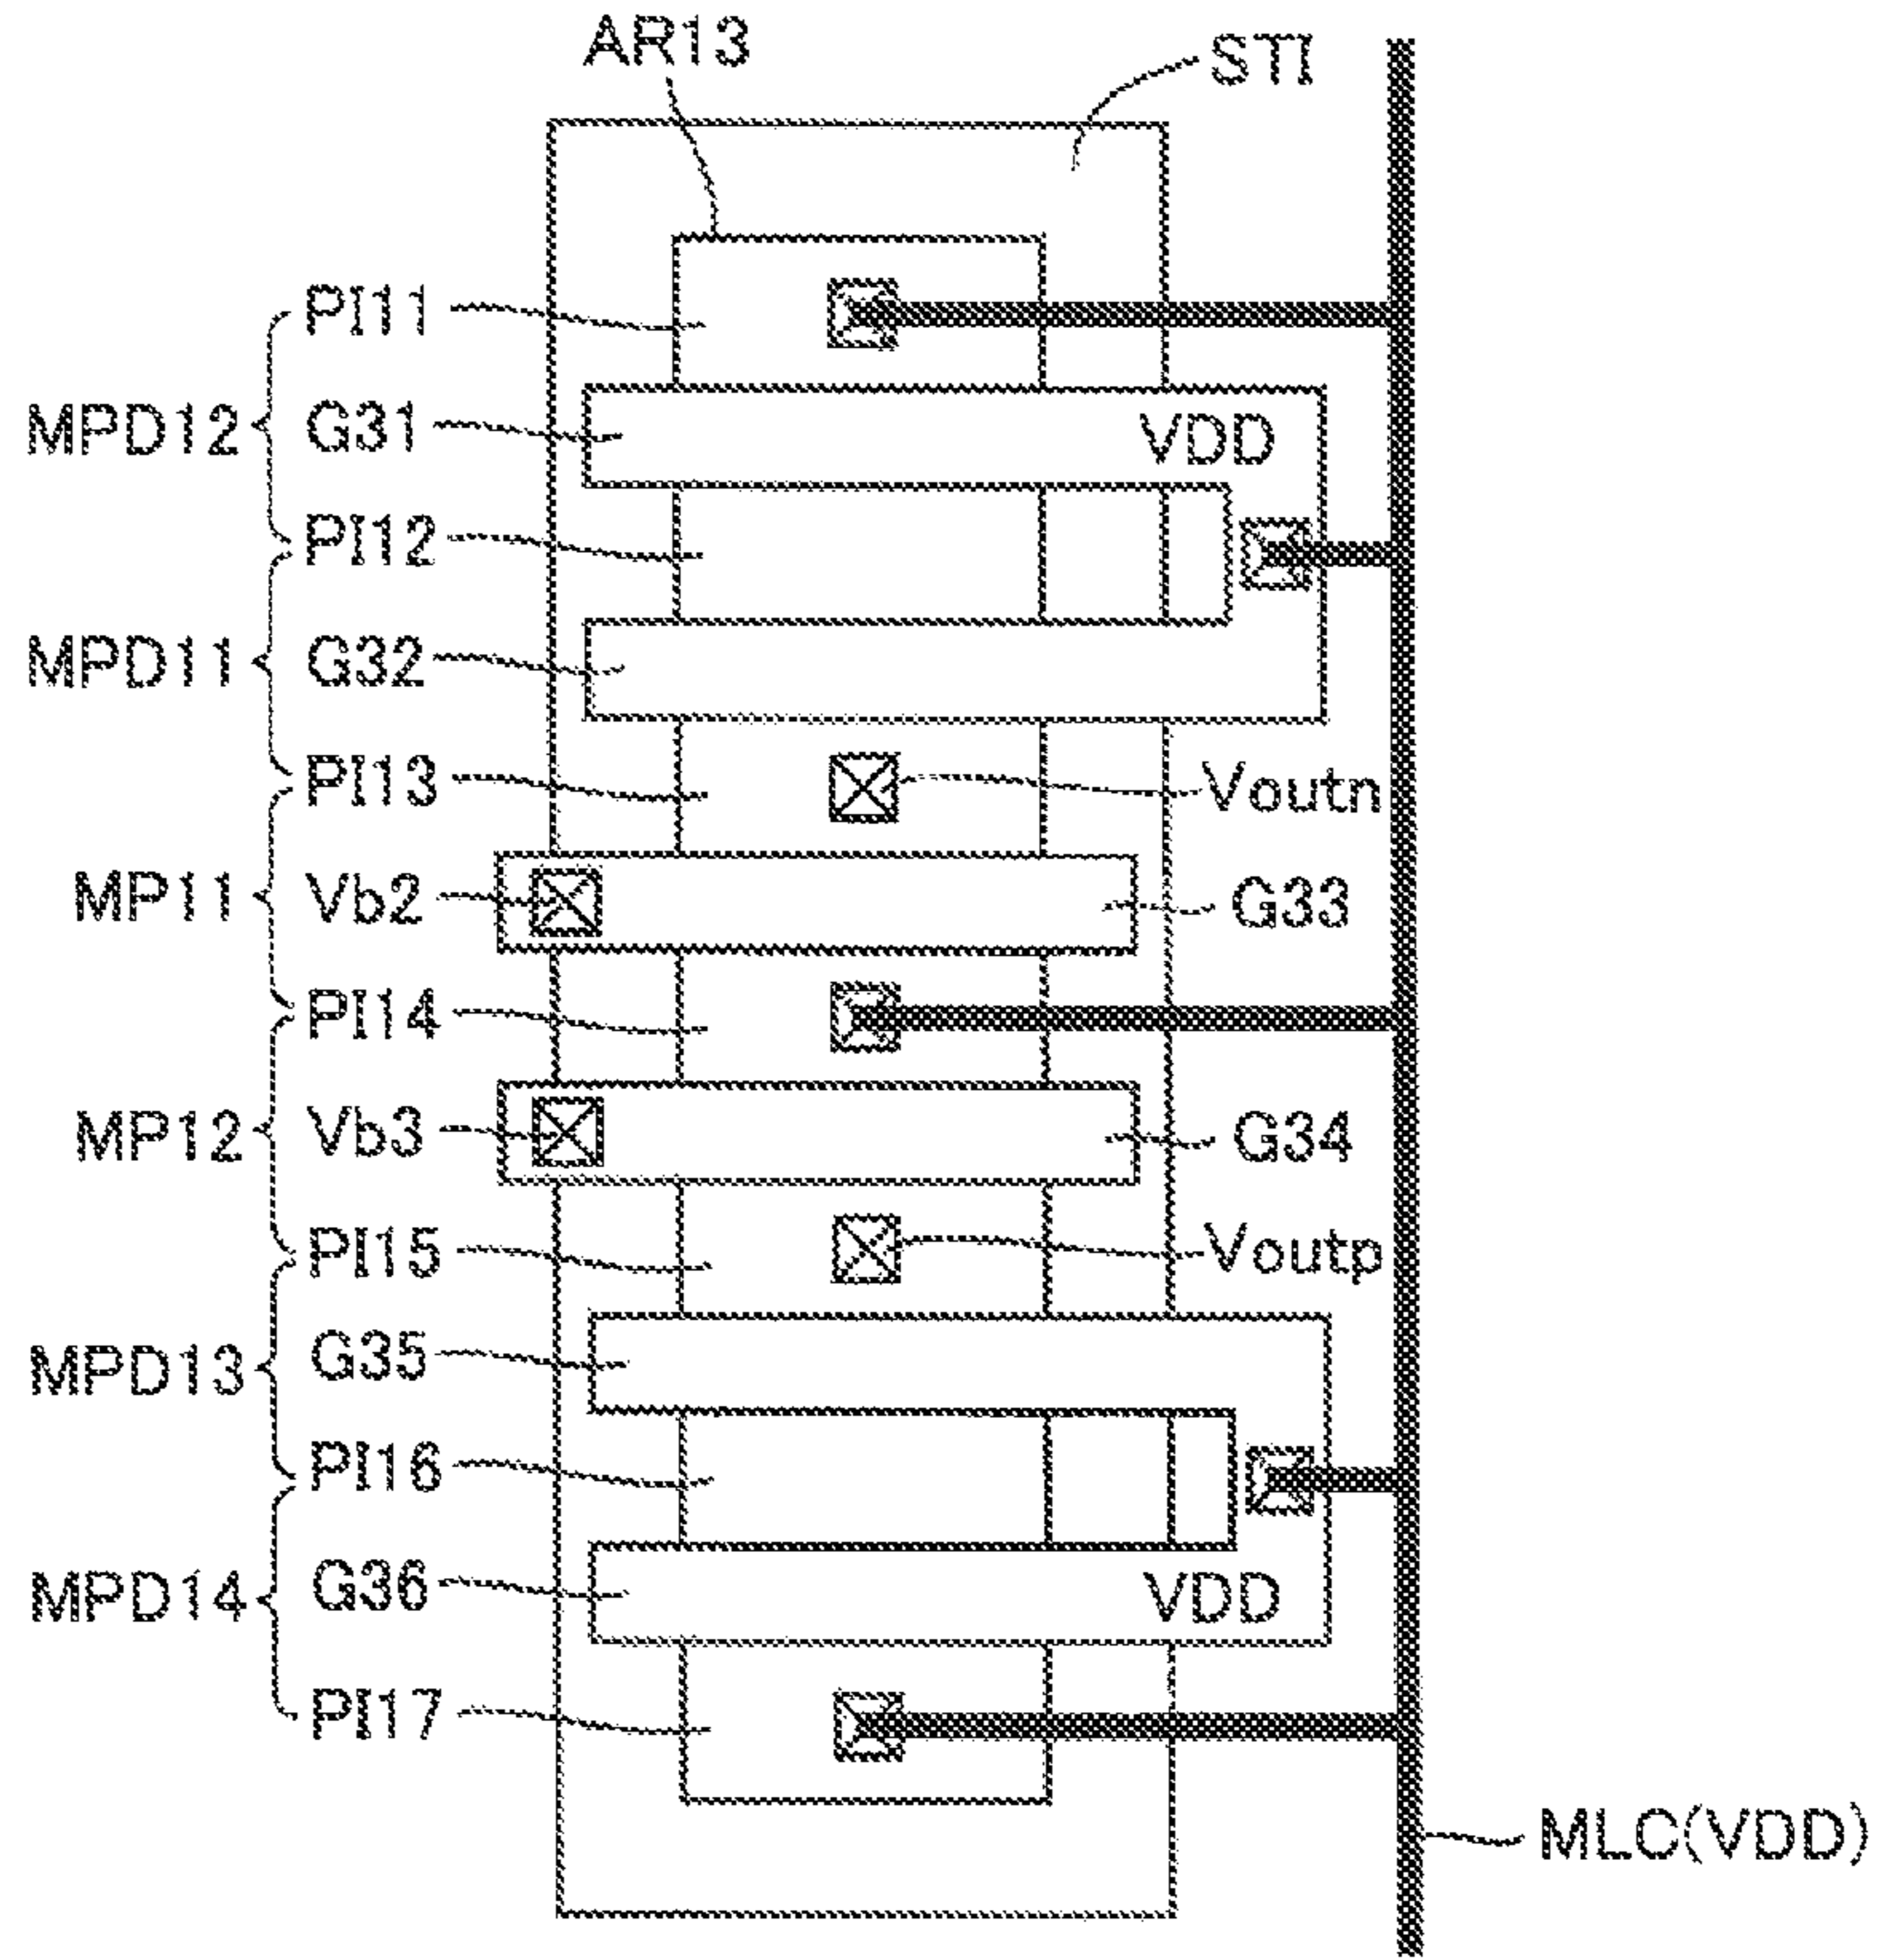 AR13
STI
PI11
MPD12 G31 VDD
PI12
MPD11 G32
PI13 Voutn
MP11 Vb2 G33
PI14
MP12 Vb3 G34
PI15 Voutp
MPD13 G35
PI16
MPD14 G36 VDD
PI17
MLC(VDD)